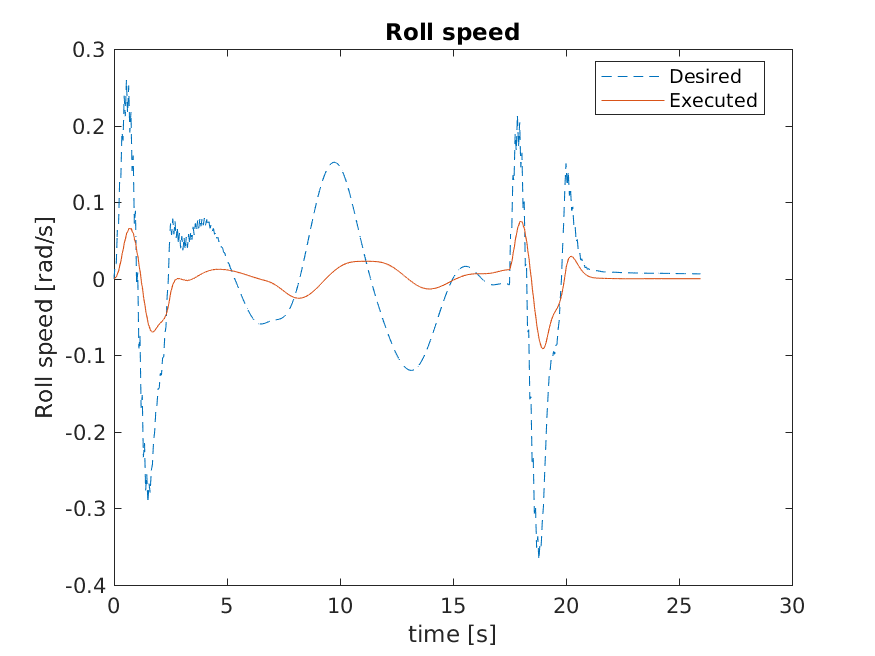 Roll speed
Desired
Executed
0.3
0.2
0.1
0
-0.1
-0.2
-0.3
-0.4
Roll speed [rad/s]
0 5 10 15 20 25 30
time [s]